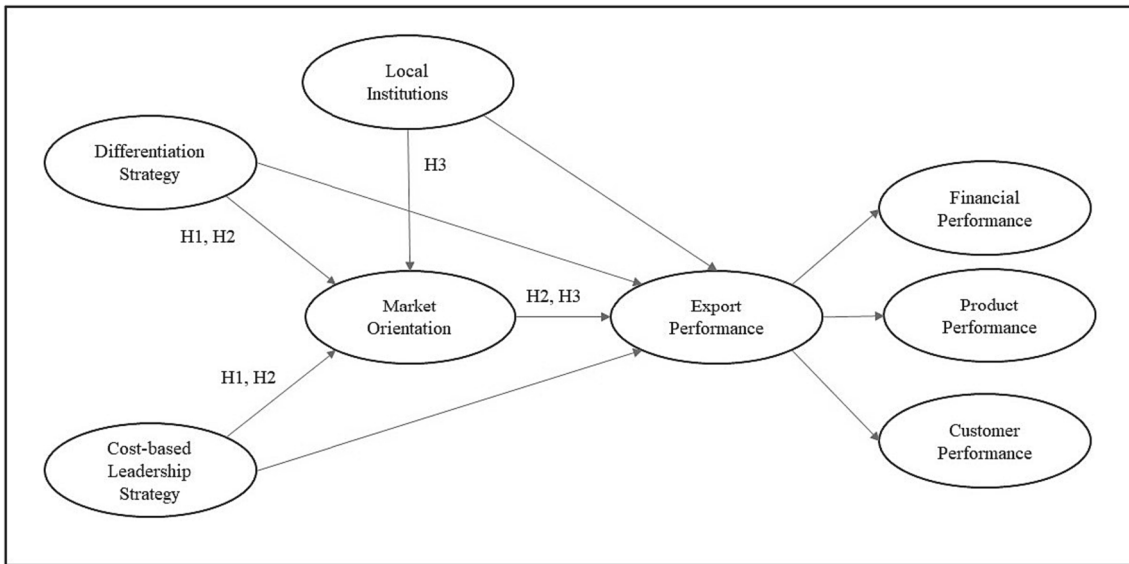 Local
Institutions
Differentiation
Strategy
H3
Financial
Performance
H1, H2
Market
Orientation
H2, H3
Export
Performance
Product
Performance
H1, H2
Cost-based
Leadership
Strategy
Customer
Performance